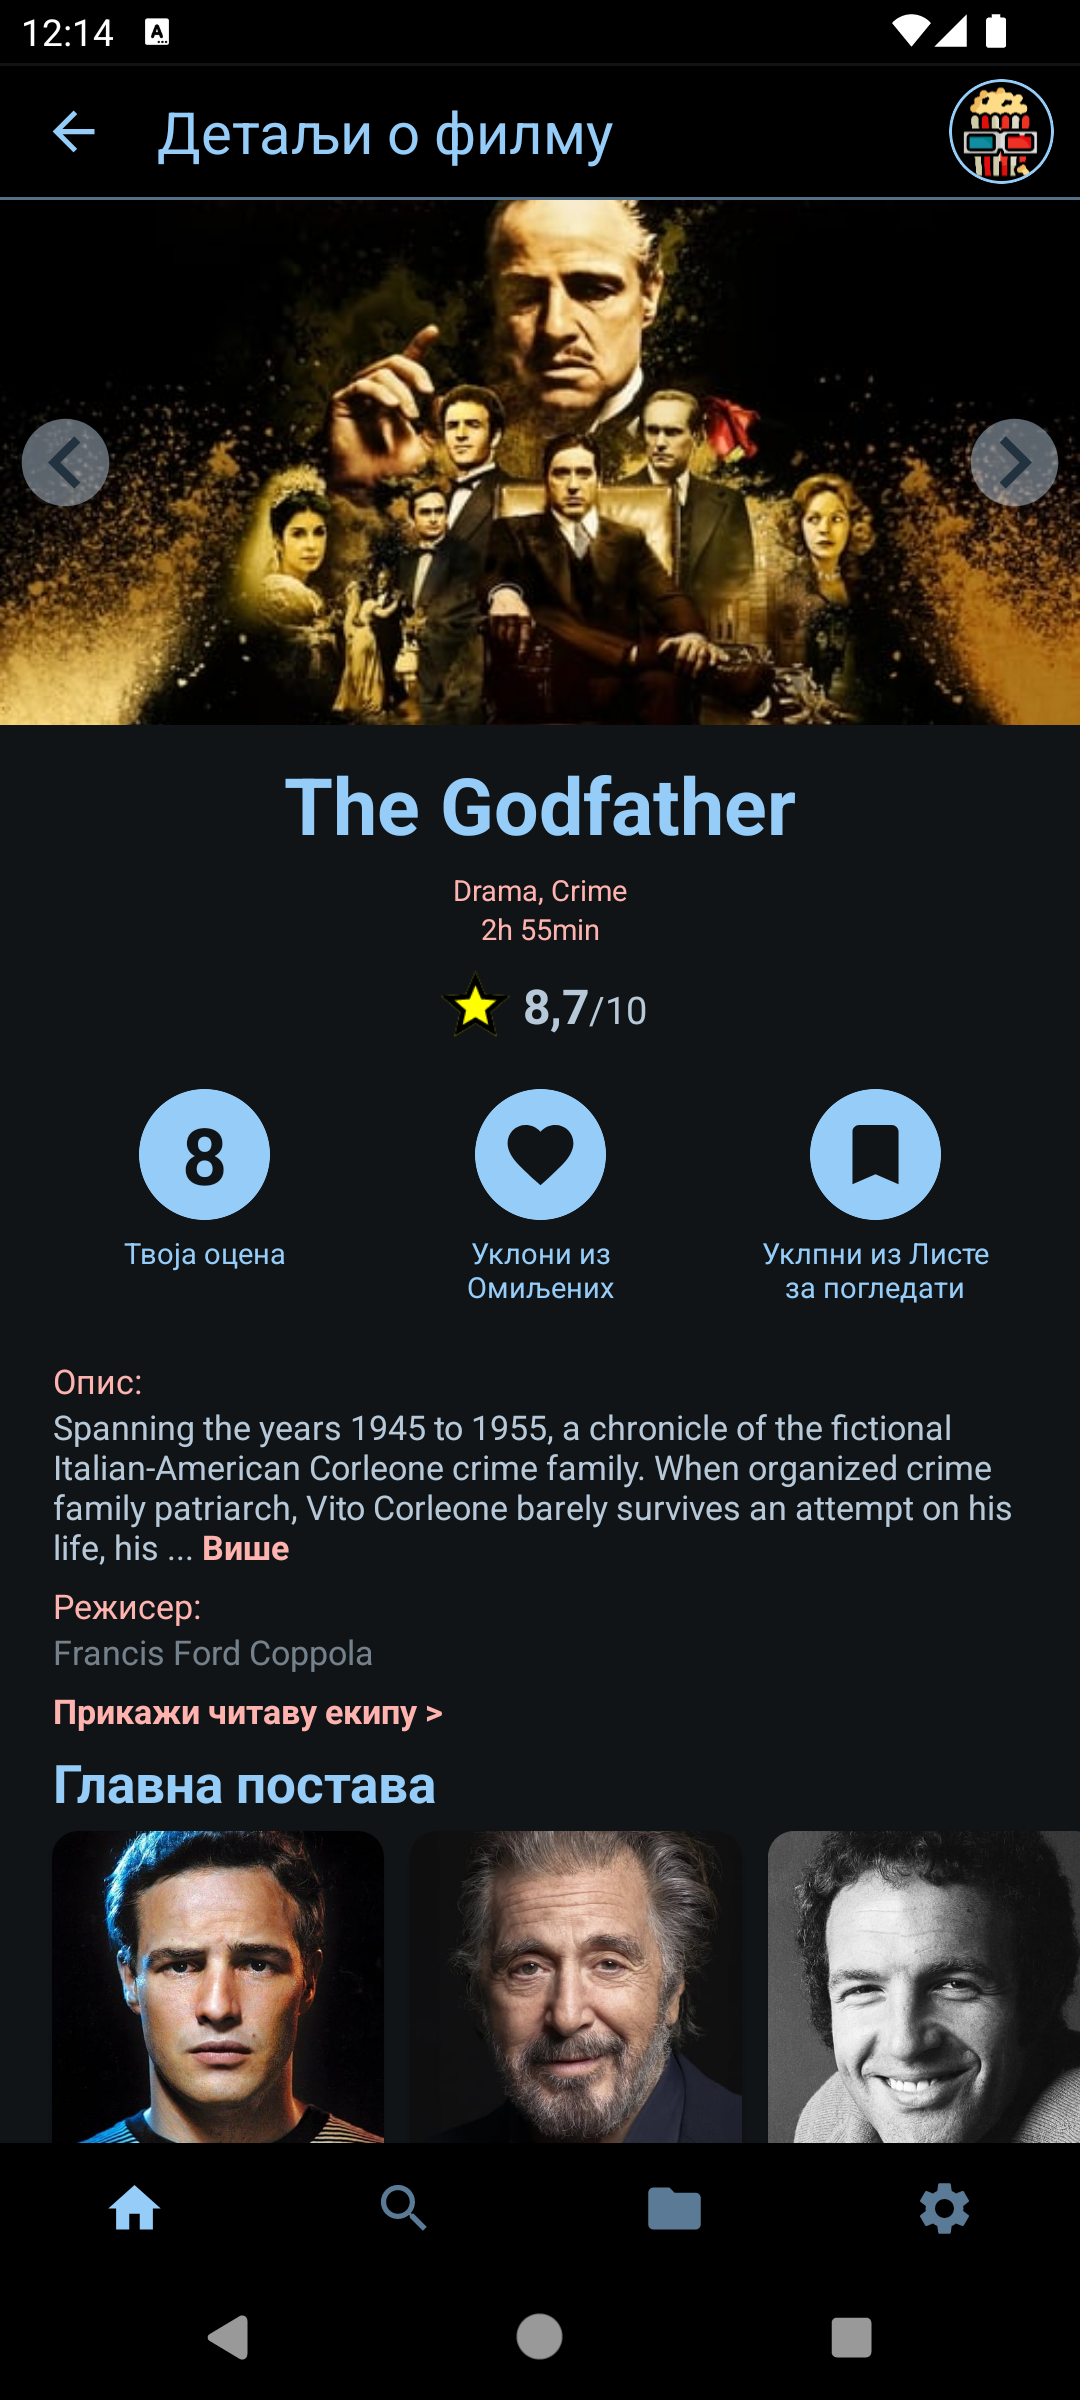 12:14
Детаљи о филму
The Godfather
Drama, Crime
2h 55min
8,7/10
8
Твоја оцена
Уклони из
Омиљених
Уклпни из Листе
за погледати
Опис:
Spanning the years 1945 to 1955, a chronicle of the fictional
Italian-American Corleone crime family. When organized crime
family patriarch, Vito Corleone barely survives an attempt on his
life, his ... Више
Режисер:
Francis Ford Coppola
Прикажи читаву екипу >
Главна постава